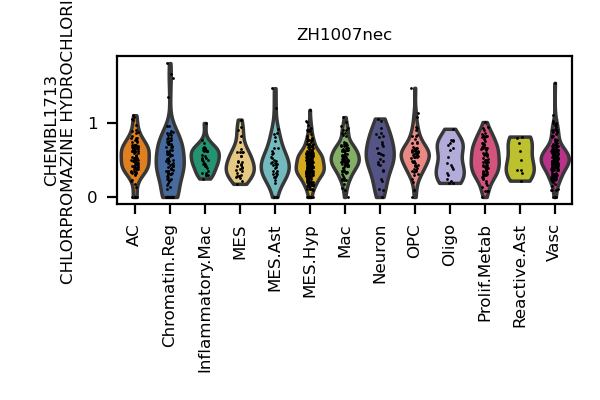 ZH1007nec
CHEMBL1713
CHLORPROMAZINE
1
0
AC
Chromatin.Reg
Inflammatory.Mac
MES
MES.Ast
MES.Hyp
Mac
Neuron
OPC
Oligo
Prolif.Metab
Reactive.Ast
Vasc